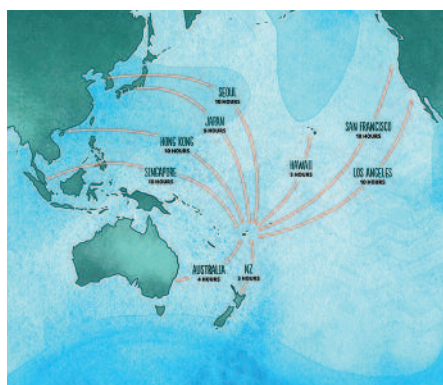 SEOUL
10 HOURS
JAPAN
9 HOURS
HONG KONG
10 HOURS
SINGAPORE
10 HOURS
HAWAII
5 HOURS
SAN FRANCISCO
10 HOURS
LOS ANGELES
10 HOURS
AUSTRALIA
4 HOURS
NZ
3 HOURS